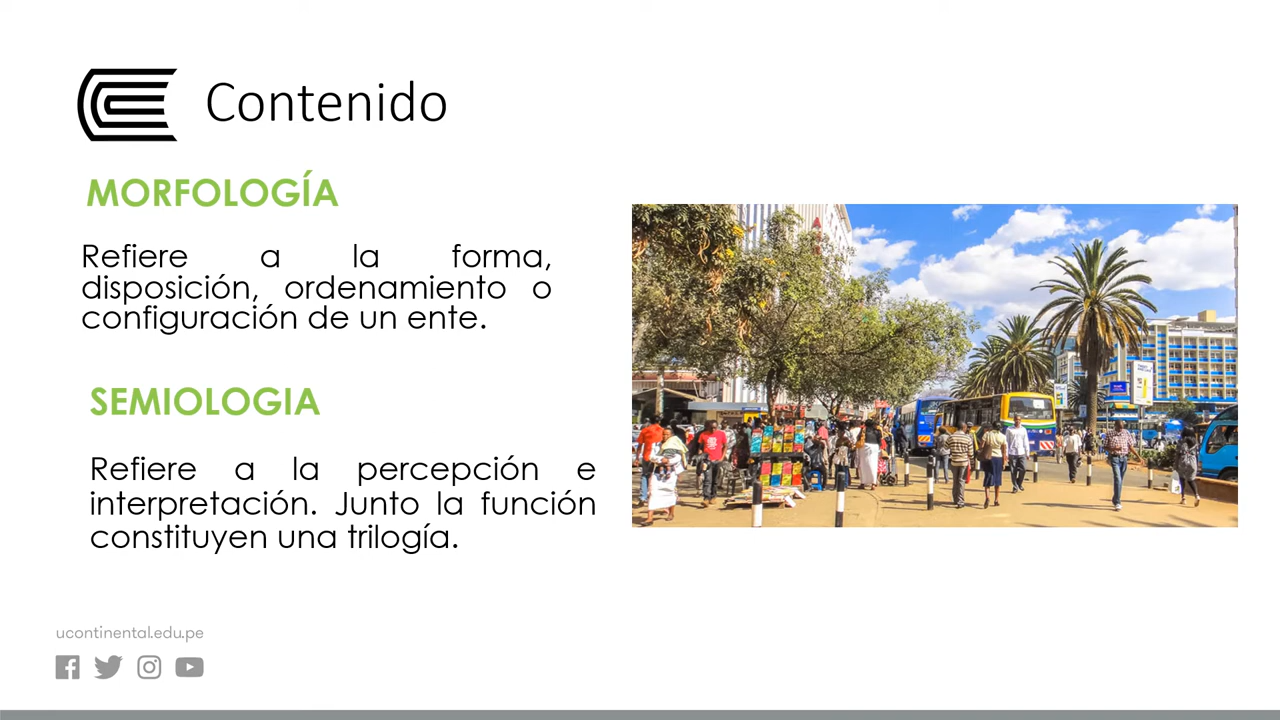 Contenido
MORFOLOGÍA
Refiere a la forma,
disposición, ordenamiento o
configuración de un ente.
SEMIOLOGIA
Refiere a la percepción e
interpretación. Junto la función
constituyen una trilogía.
ucontinental.edu.pe